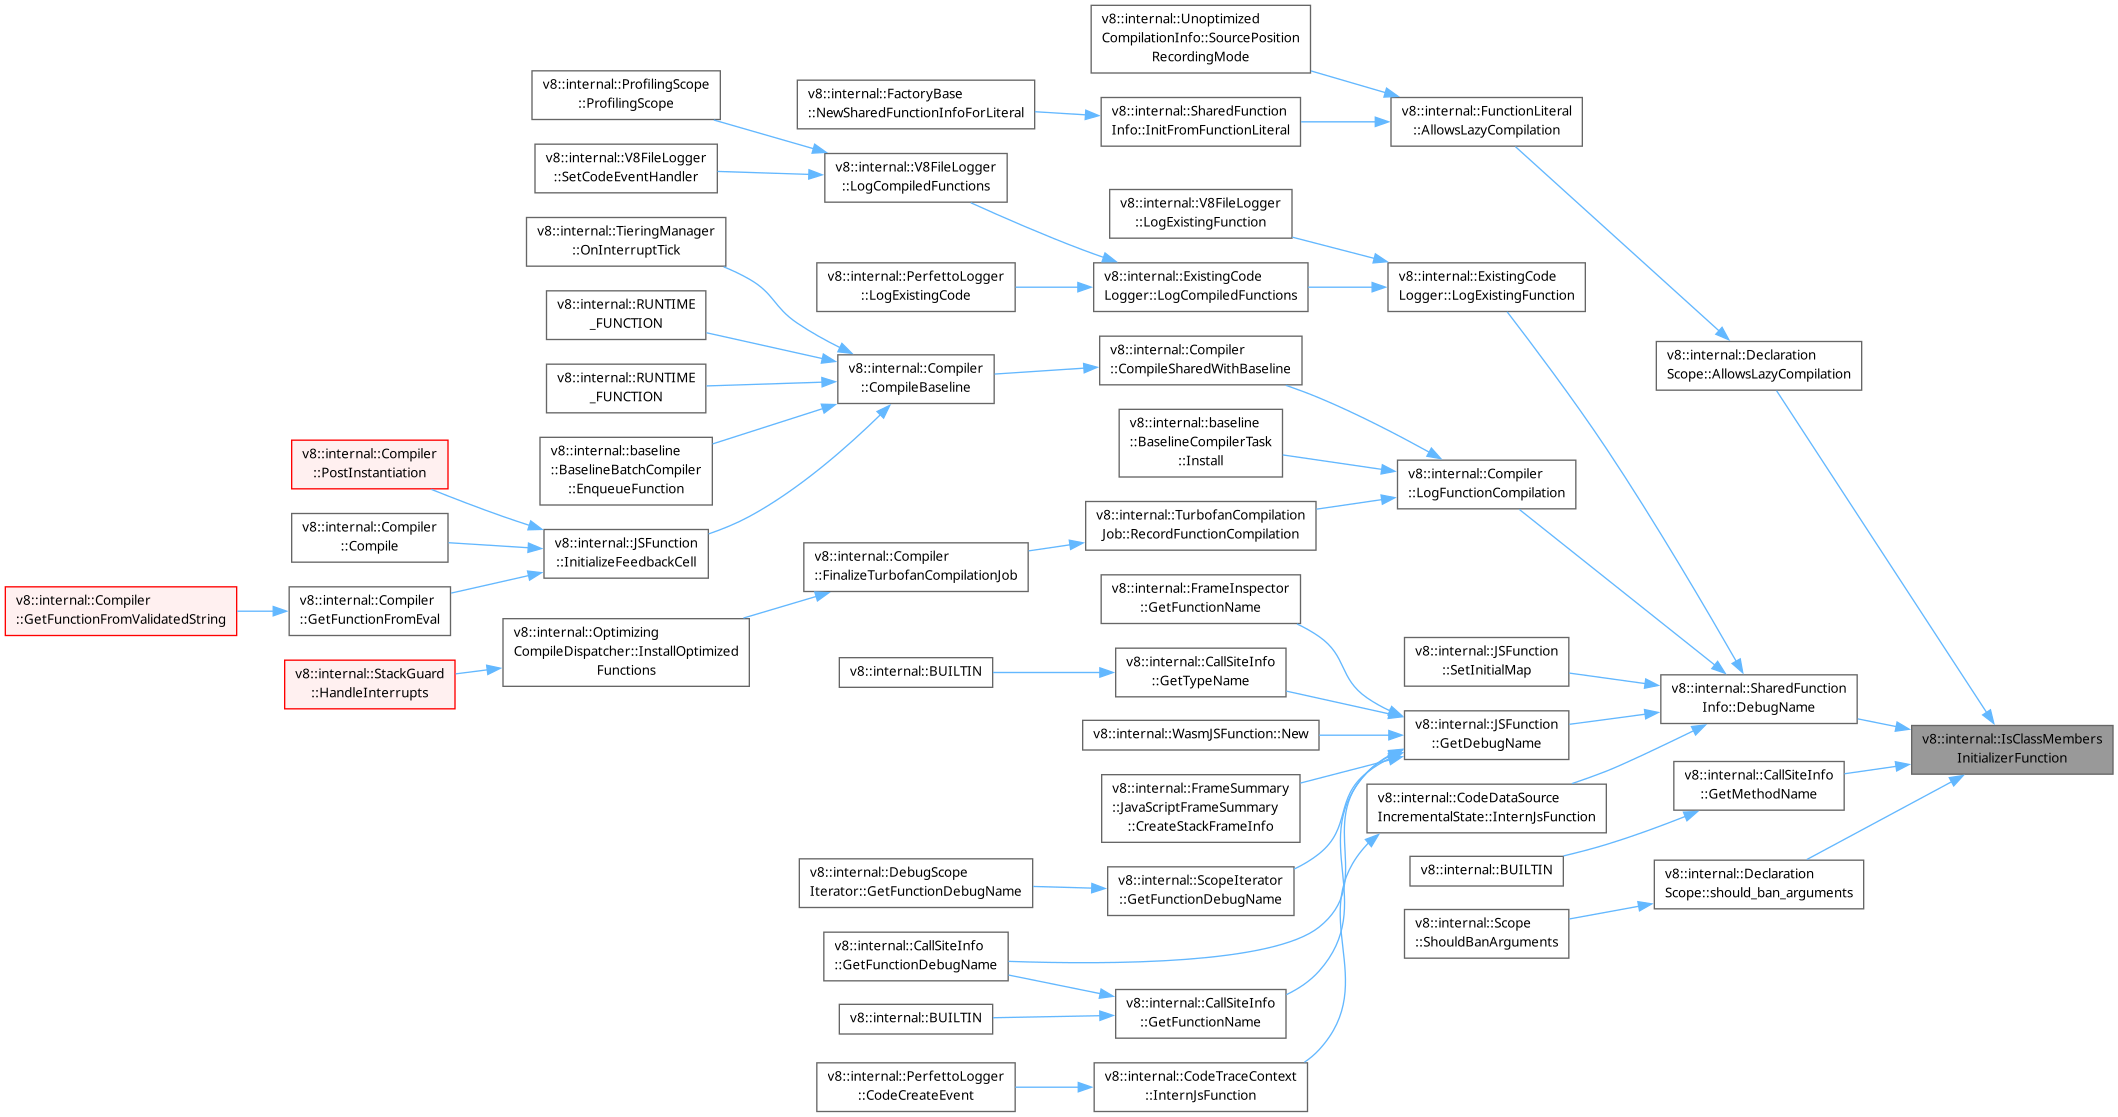 v8::internal::Unoptimized
CompilationInfo::SourcePosition
RecordingMode
v8::internal::ProfilingScope
::ProfilingScope
v8::internal::FactoryBase
::NewSharedFunctionInfoForLiteral
v8::internal::SharedFunction
Info::InitFromFunctionLiteral
v8::internal::FunctionLiteral
::AllowsLazyCompilation
v8::internal::V8FileLogger
::SetCodeEventHandler
v8::internal::V8FileLogger
::LogCompiledFunctions
v8::internal::V8FileLogger
::LogExistingFunction
v8::internal::TieringManager
::OnInterruptTick
v8::internal::PerfettoLogger
::LogExistingCode
v8::internal::ExistingCode
Logger::LogCompiledFunctions
v8::internal::ExistingCode
Logger::LogExistingFunction
v8::internal::RUNTIME
_FUNCTION
v8::internal::Compiler
::CompileSharedWithBaseline
v8::internal::Declaration
Scope::AllowsLazyCompilation
v8::internal::RUNTIME
_FUNCTION
v8::internal::Compiler
::CompileBaseline
v8::internal::baseline
::BaselineCompilerTask
::Install
v8::internal::Compiler
::PostInstantiation
v8::internal::baseline
::BaselineBatchCompiler
::EnqueueFunction
v8::internal::Compiler
::LogFunctionCompilation
v8::internal::Compiler
::Compile
v8::internal::JSFunction
::InitializeFeedbackCell
v8::internal::TurbofanCompilation
Job::RecordFunctionCompilation
v8::internal::Compiler
::FinalizeTurbofanCompilationJob
v8::internal::Compiler
::GetFunctionFromValidatedString
v8::internal::Compiler
::GetFunctionFromEval
v8::internal::FrameInspector
::GetFunctionName
v8::internal::Optimizing
CompileDispatcher::InstallOptimized
Functions
v8::internal::StackGuard
::HandleInterrupts
v8::internal::BUILTIN
v8::internal::CallSiteInfo
::GetTypeName
v8::internal::JSFunction
::SetInitialMap
v8::internal::SharedFunction
Info::DebugName
v8::internal::WasmJSFunction::New
v8::internal::JSFunction
::GetDebugName
v8::internal::IsClassMembers
InitializerFunction
v8::internal::FrameSummary
::JavaScriptFrameSummary
::CreateStackFrameInfo
v8::internal::CodeDataSource
IncrementalState::InternJsFunction
v8::internal::CallSiteInfo
::GetMethodName
v8::internal::DebugScope
Iterator::GetFunctionDebugName
v8::internal::ScopeIterator
::GetFunctionDebugName
v8::internal::BUILTIN
v8::internal::Declaration
Scope::should_ban_arguments
v8::internal::Scope
::ShouldBanArguments
v8::internal::CallSiteInfo
::GetFunctionDebugName
v8::internal::BUILTIN
v8::internal::CallSiteInfo
::GetFunctionName
v8::internal::PerfettoLogger
::CodeCreateEvent
v8::internal::CodeTraceContext
::InternJsFunction